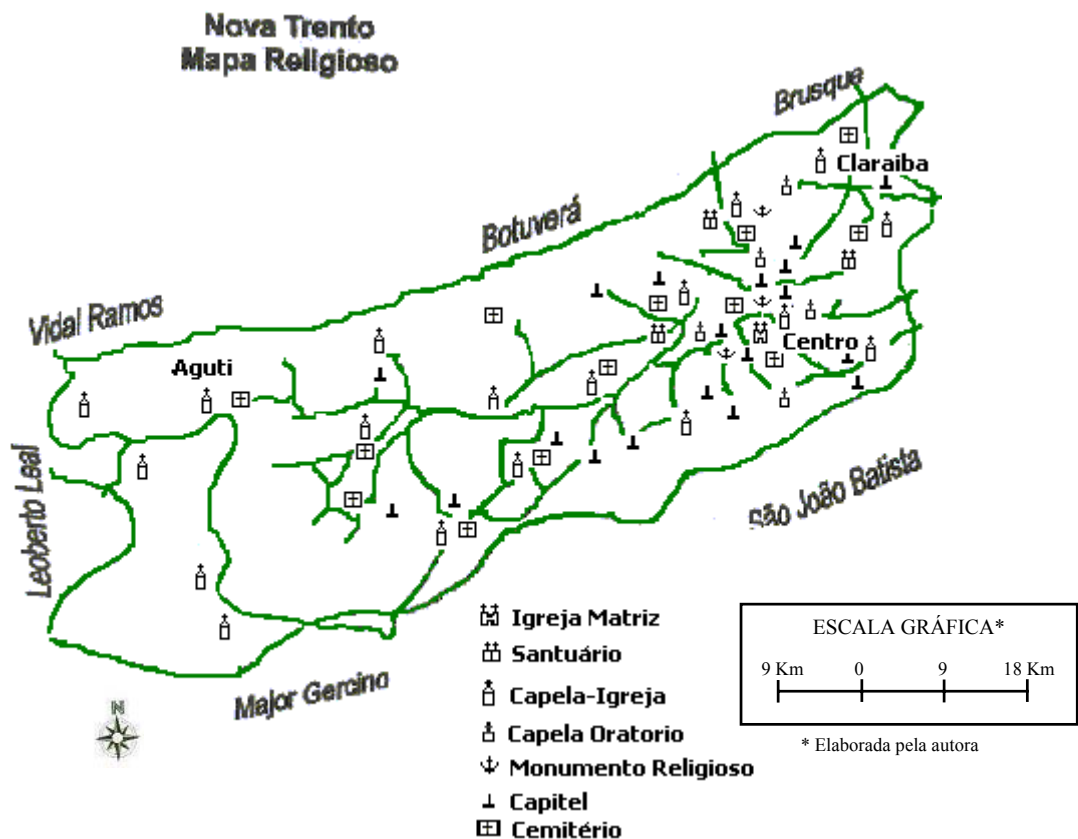 Nova Trento
Mapa Religioso
Brusque
Claraiba
Botuverá
Vidal Ramos
Aguti
Centro
Leoberto Leal
São João Batista
Major Gercino
N
Igreja Matriz
Santuário
Capela-Igreja
Capela Oratorio
Monumento Religioso
Capitel
Cemitério
ESCALA GRÁFICA*
9 Km 0 9 18 Km
* Elaborada pela autora